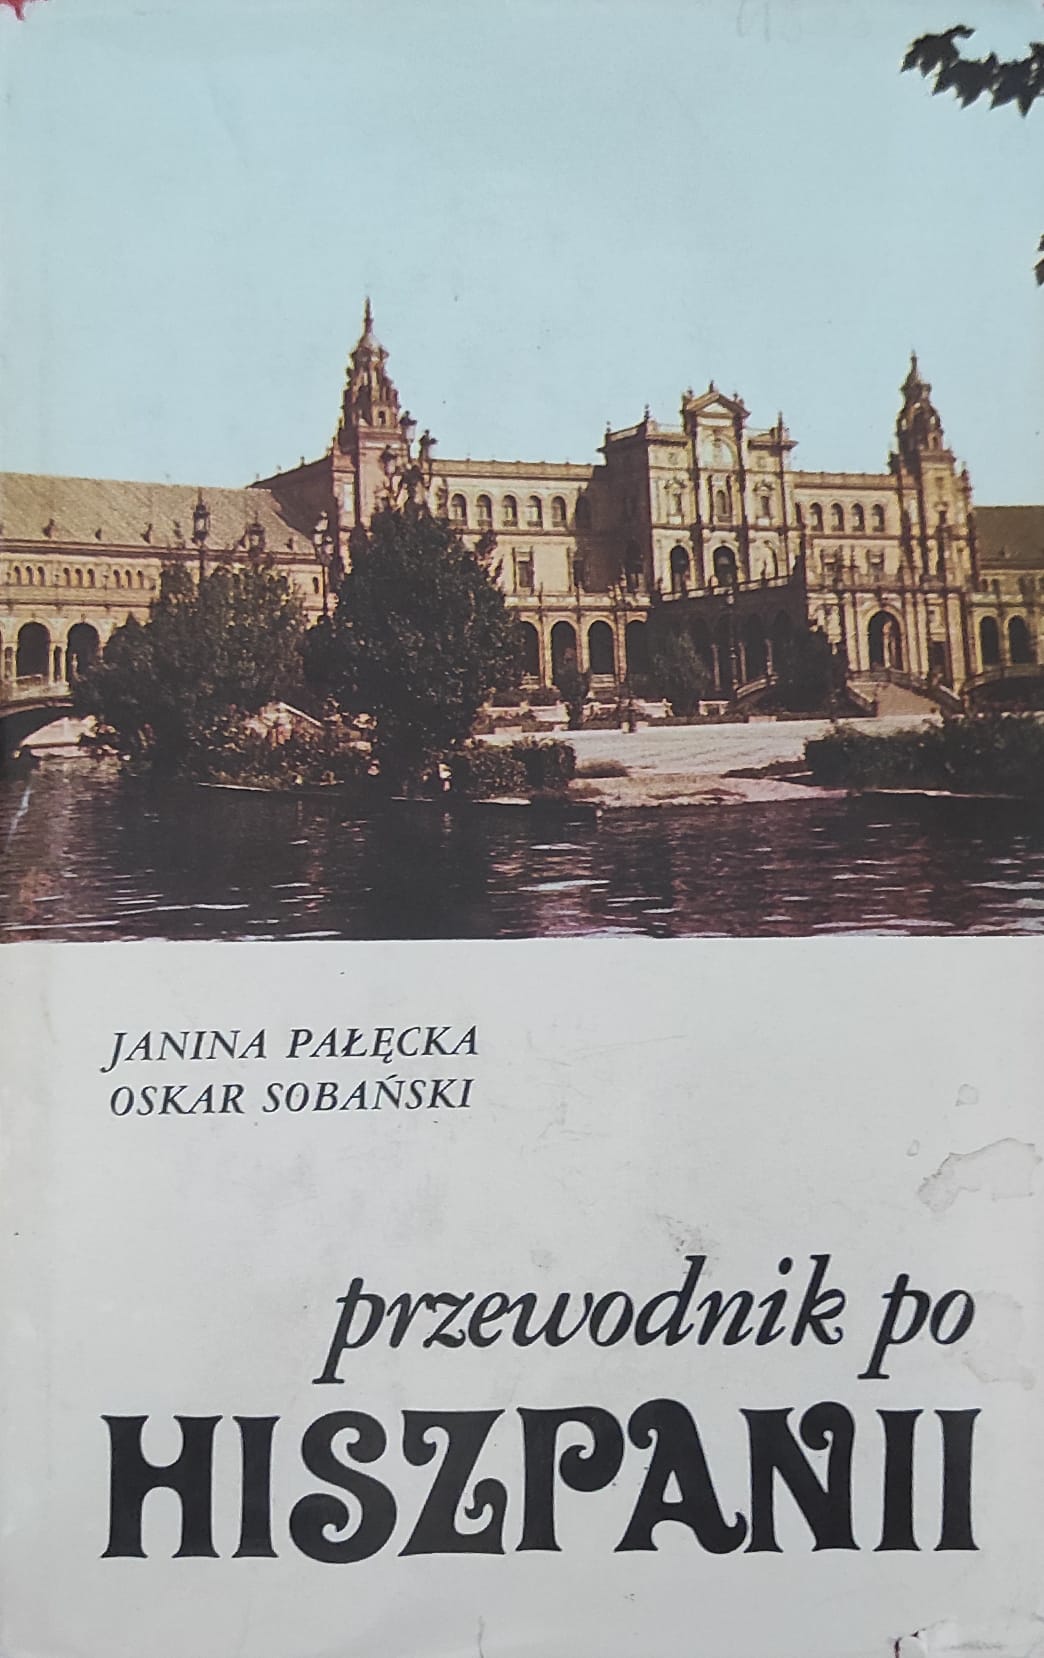 JANINA PAŁĘCKA
OSKAR SOBAŃSKI
przewodnik po
HISZPANII